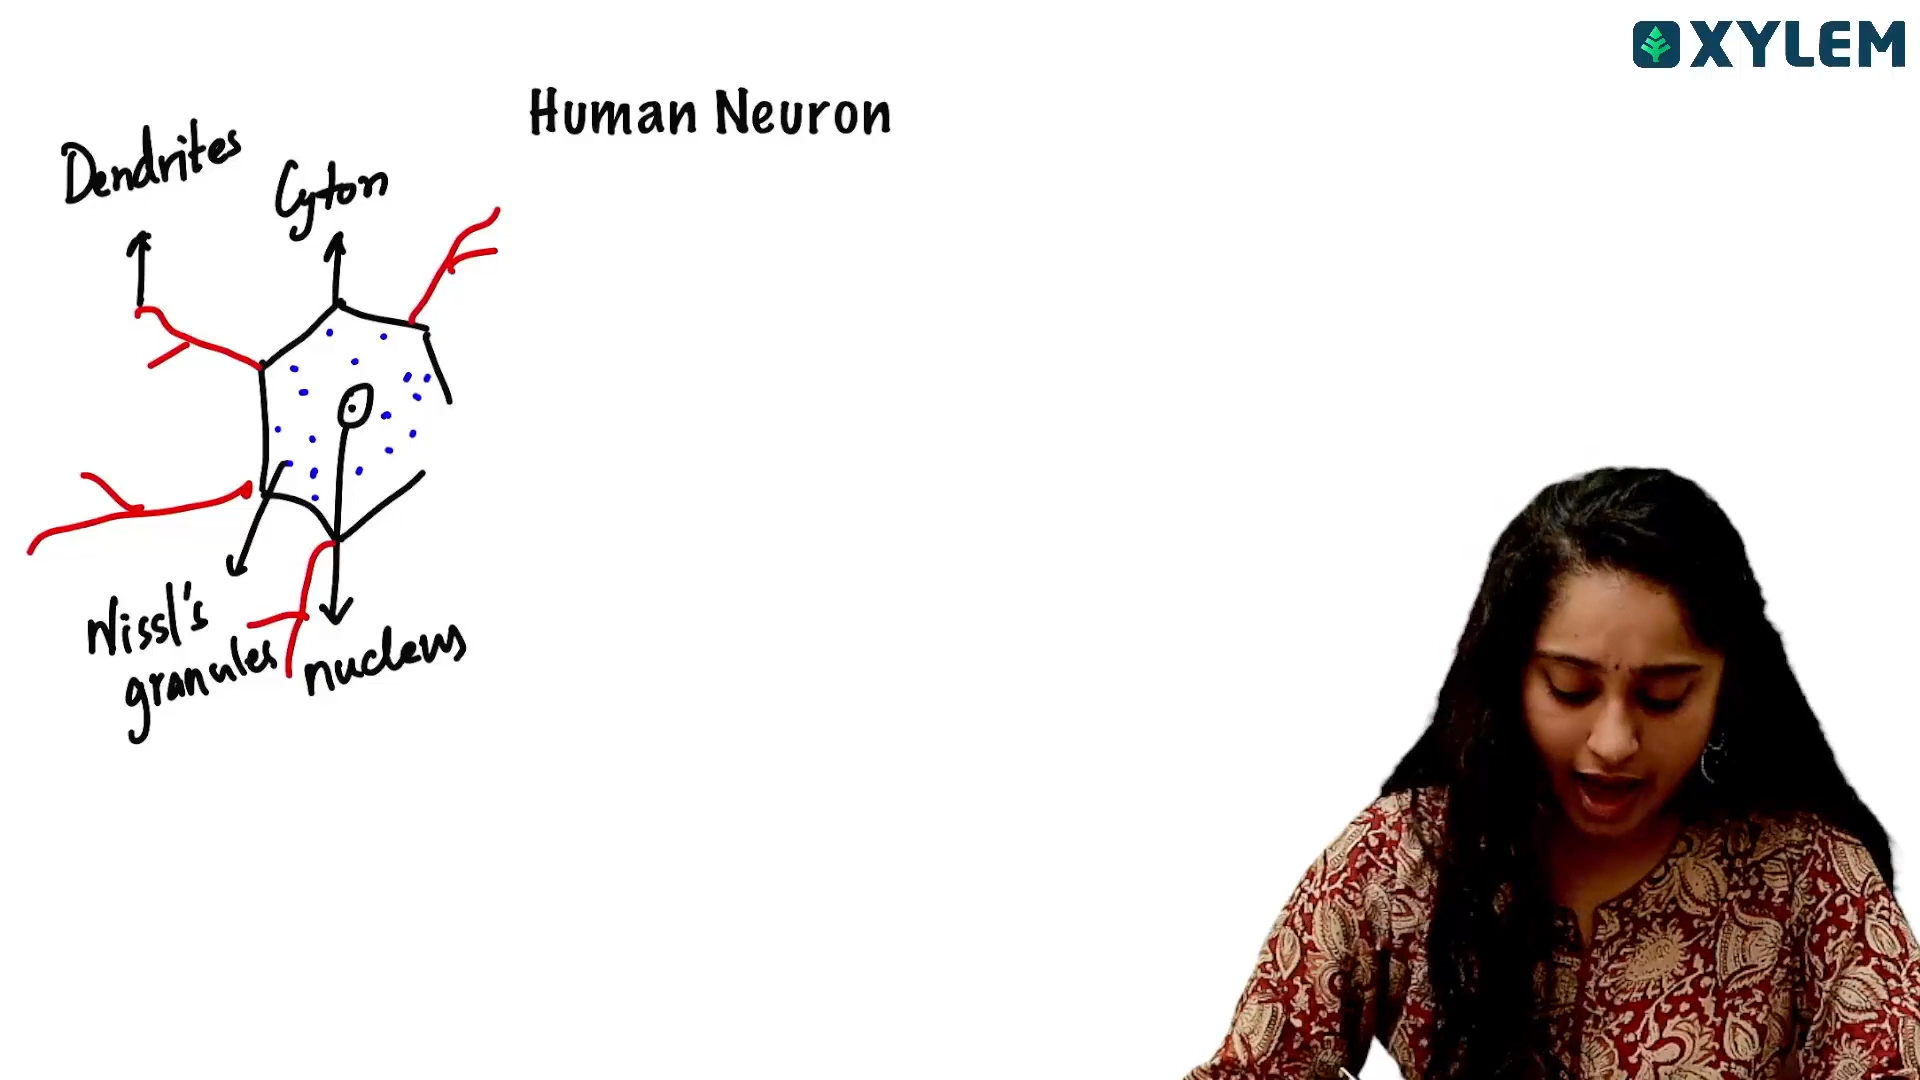 XYLEM
Human Neuron
Dendrites
Cyton
Nissl's
granules
nucleus